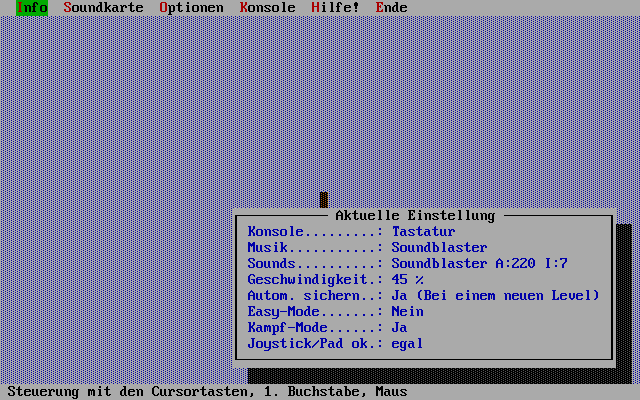 Info Soundkarte Optionen Konsole Hilfe! Ende
Aktuelle Einstellung
Konsole.........: Tastatur
Musik...........: Soundblaster
Sounds..........: Soundblaster A:220 I:7
Geschwindigkeit.: 45 %
Autom. sichern..: Ja (Bei einem neuen Level)
Easy-Mode.......: Nein
Kampf-Mode......: Ja
Joystick/Pad ok.: egal
Steuerung mit den Cursortasten, 1. Buchstabe, Maus